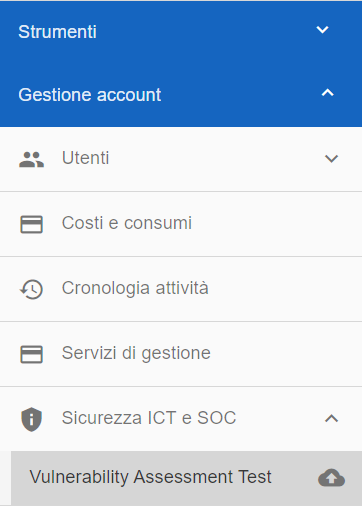 Strumenti
Gestione account
Utenti
Costi e consumi
Cronologia attività
Servizi di gestione
Sicurezza ICT e SOC
Vulnerability Assessment Test